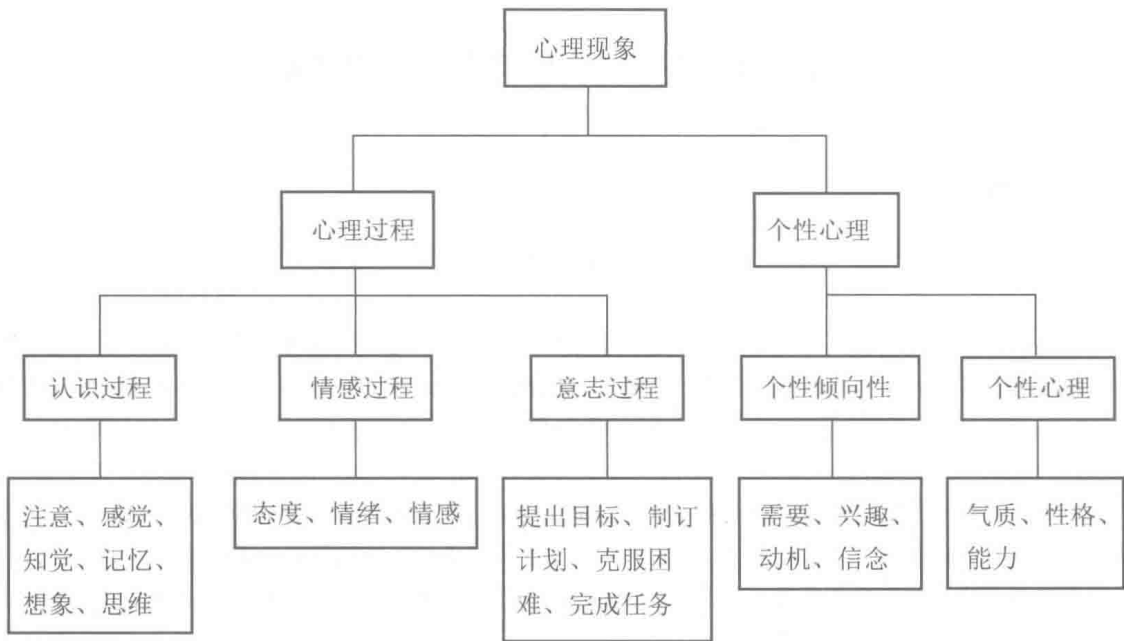 心理现象
心理过程
个性心理
认识过程
情感过程
意志过程
个性倾向性
个性心理
注意、感觉、
知觉、记忆、
想象、思维
态度、情绪、情感
提出目标、制订
计划、克服困
难、完成任务
需要、兴趣、
动机、信念
气质、性格、
能力